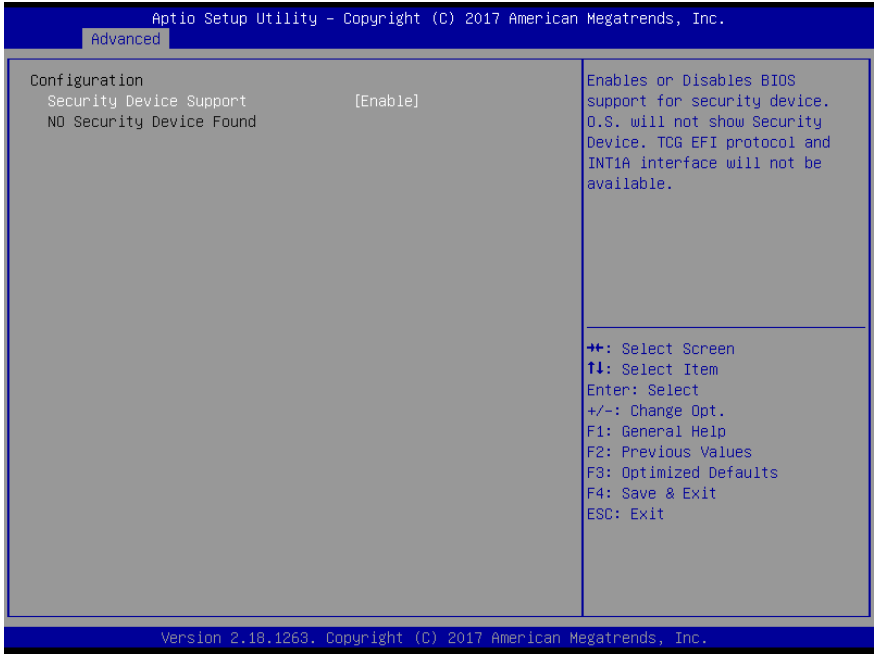 Aptio Setup Utility – Copyright (C) 2017 American Megatrends, Inc.
Advanced
Configuration
Security Device Support [Enable]
NO Security Device Found
Enables or Disables BIOS
support for security device.
O.S. will not show Security
Device. TCG EFI protocol and
INT1A interface will not be
available.
→←: Select Screen
↑↓: Select Item
Enter: Select
+/-: Change Opt.
F1: General Help
F2: Previous Values
F3: Optimized Defaults
F4: Save & Exit
ESC: Exit
Version 2.18.1263. Copyright (C) 2017 American Megatrends, Inc.